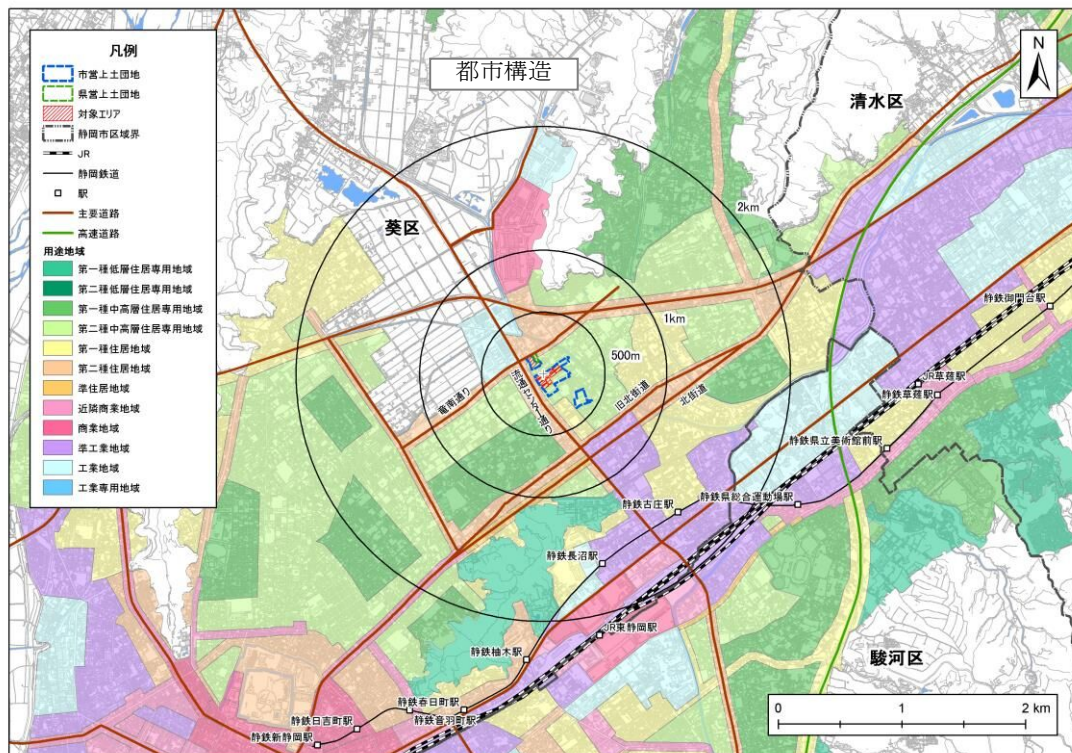 都市構造
凡例
市営上土団地
県営上土団地
対象エリア
静岡市区域界
JR
静岡鉄道
駅
主要道路
高速道路
用途地域
第一種低層住居専用地域
第二種低層住居専用地域
第一種中高層住居専用地域
第二種中高層住居専用地域
第一種住居地域
第二種住居地域
準住居地域
近隣商業地域
商業地域
準工業地域
工業地域
工業専用地域
N
清水区
葵区
駿河区
2km
1km
500m
竜南通り
流通センター通り
旧北街道
北街道
静鉄御門台駅
JR草薙駅
静鉄草薙駅
静鉄県立美術館前駅
静鉄県総合運動場駅
静鉄古庄駅
静鉄長沼駅
JR東静岡駅
静鉄柚木駅
静鉄春日町駅
静鉄音羽町駅
静鉄日吉町駅
静鉄新静岡駅
0 1 2 km